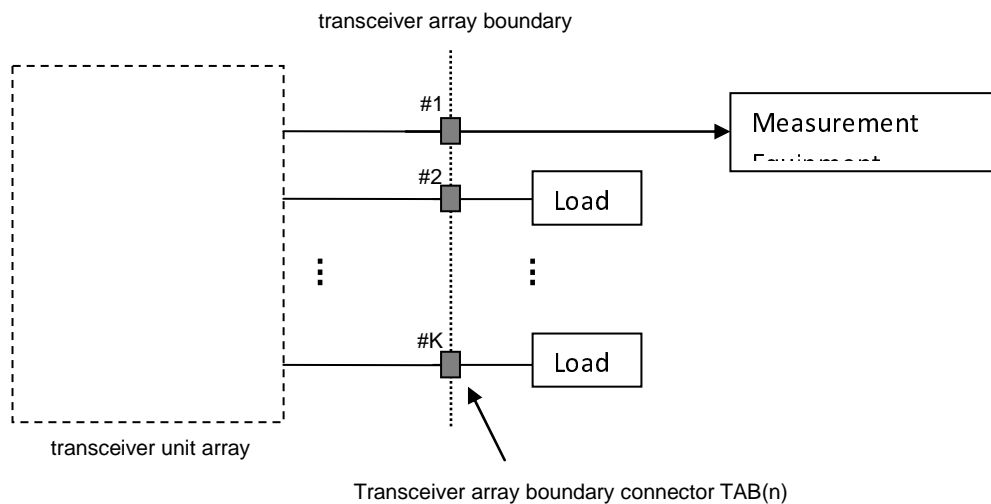 transceiver array boundary
#1
Measurement
#2
Load
#K
Load
transceiver unit array
Transceiver array boundary connector TAB(n)